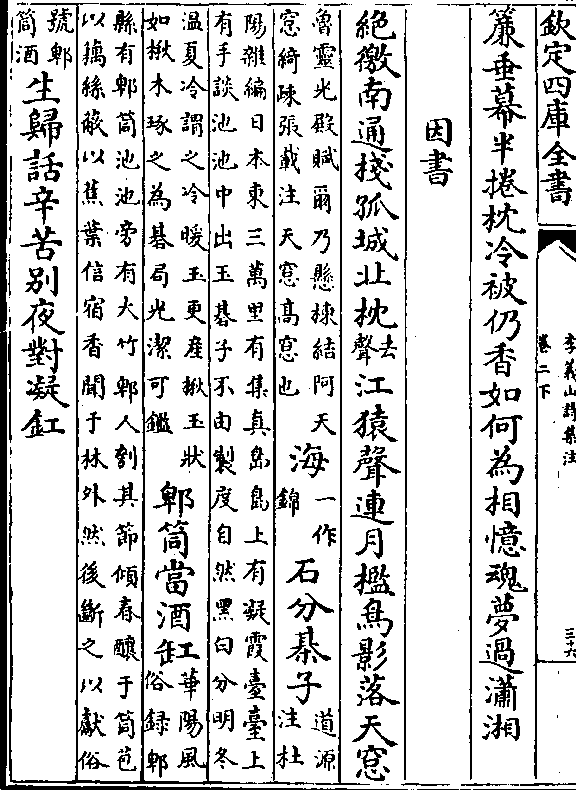 欽定四庫全書
李義山詩集注
卷二下
三十六
簾垂幕半捲枕冷被仍香如何為相憶魂夢過瀟湘
因書
絶徼南通棧孤城北枕去聲江猿聲連月檻鳥影落天窓
魯靈光殿賦爾乃懸棟結阿天
窓綺疎張載注天窓高窓也
海
一作
錦
石分棊子
道源
注杜
陽雜編日本東三萬里有集真島島上有凝霞臺臺上
有手談池池中出玉碁子不由製度自然黑白分明冬
溫夏冷謂之冷暖玉更産楸玉狀
如楸木琢之為碁局光潔可鑑
郫筒當酒缸
華陽風
俗録郫
縣有郫筒池池旁有大竹郫人刳其節傾春釀于筒苞
以藕絲蔽以蕉葉信宿香聞于林外然後斷之以獻俗
號郫
筒酒
生歸話辛苦別夜對凝釭